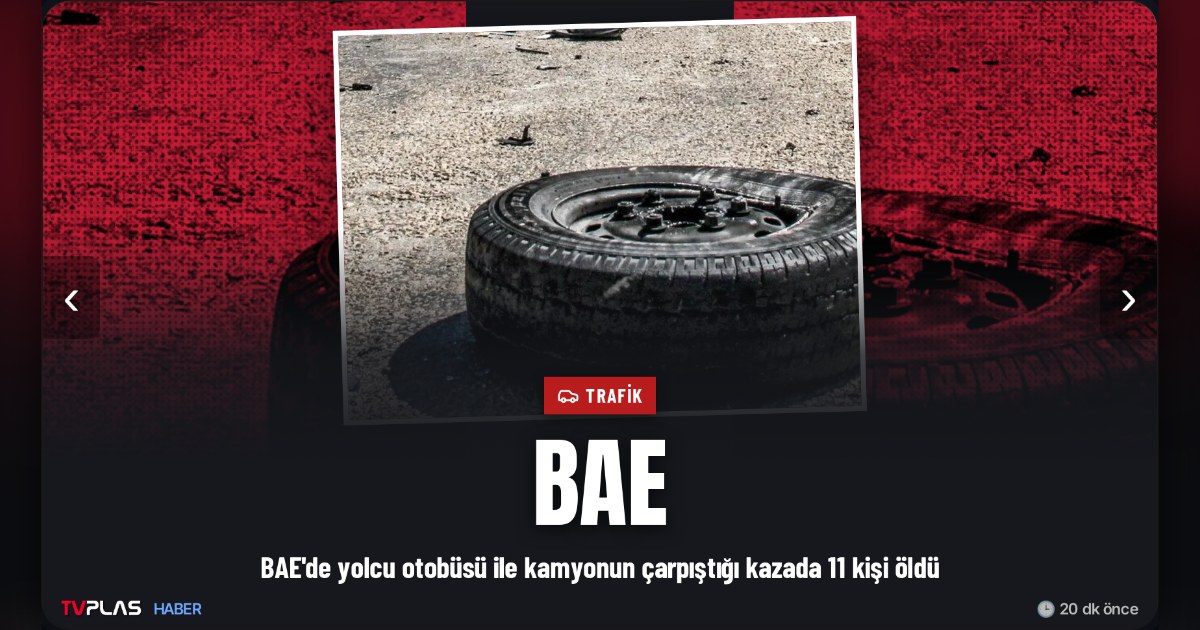 TRAFİK
BAE
BAE'de yolcu otobüsü ile kamyonun çarpıştığı kazada 11 kişi öldü
TVPLAS HABER
20 dk önce